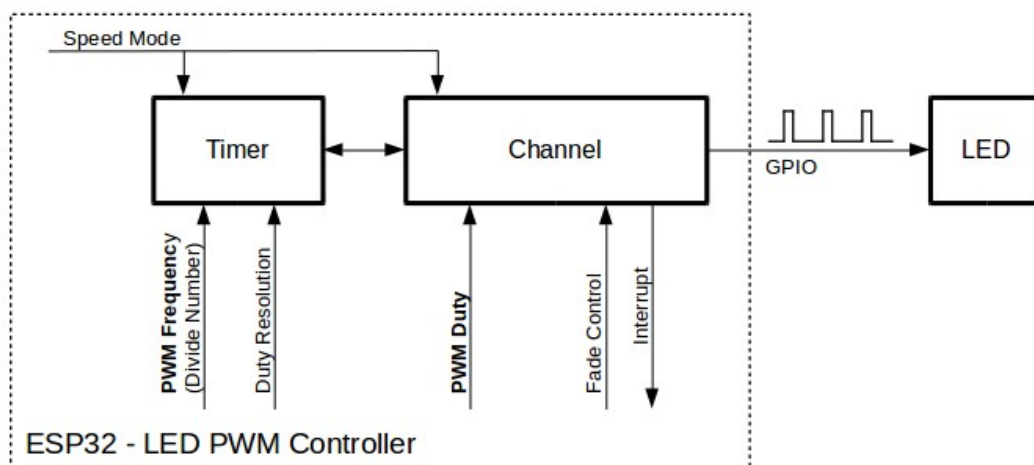 Speed Mode
Timer
Channel
GPIO
LED
PWM Frequency
(Divide Number)
Duty Resolution
PWM Duty
Fade Control
Interrupt
ESP32 - LED PWM Controller